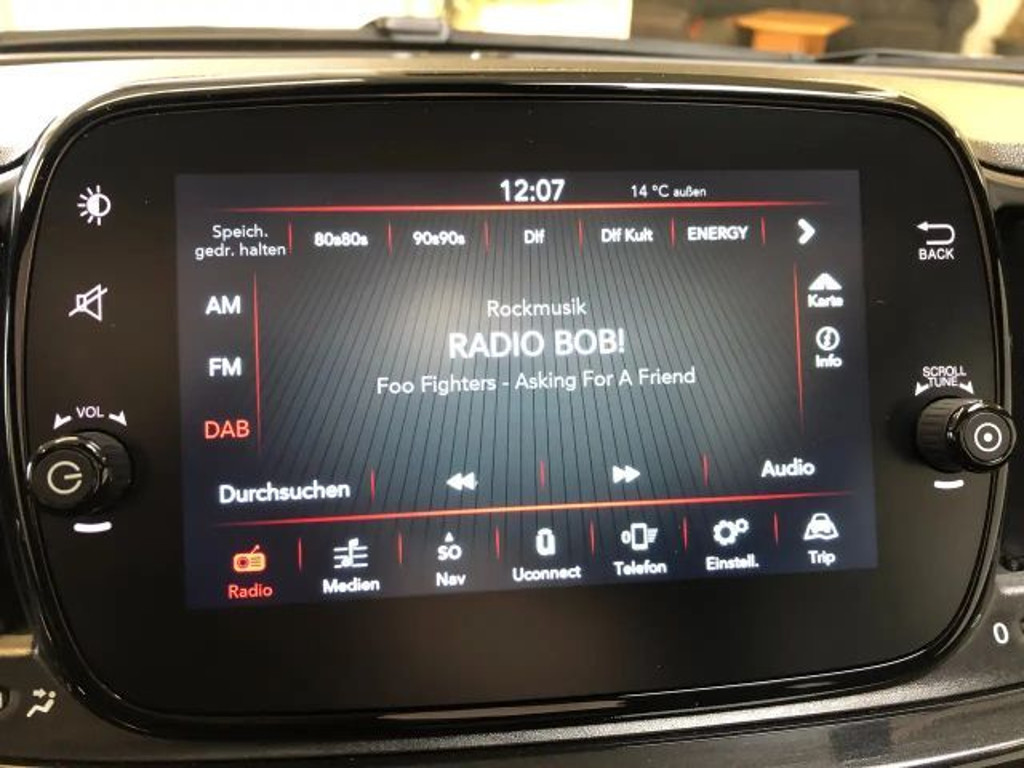 12:07 14 °C außen
Speich.
gedr. halten
80s80s 90s90s Dlf Dlf Kult ENERGY
BACK
AM
Karte
Rockmusik
RADIO BOB!
FM
Info
Foo Fighters - Asking For A Friend
SCROLL
TUNE
VOL
DAB
Durchsuchen
Audio
SO
Radio Medien Nav Uconnect Telefon Einstell. Trip
0